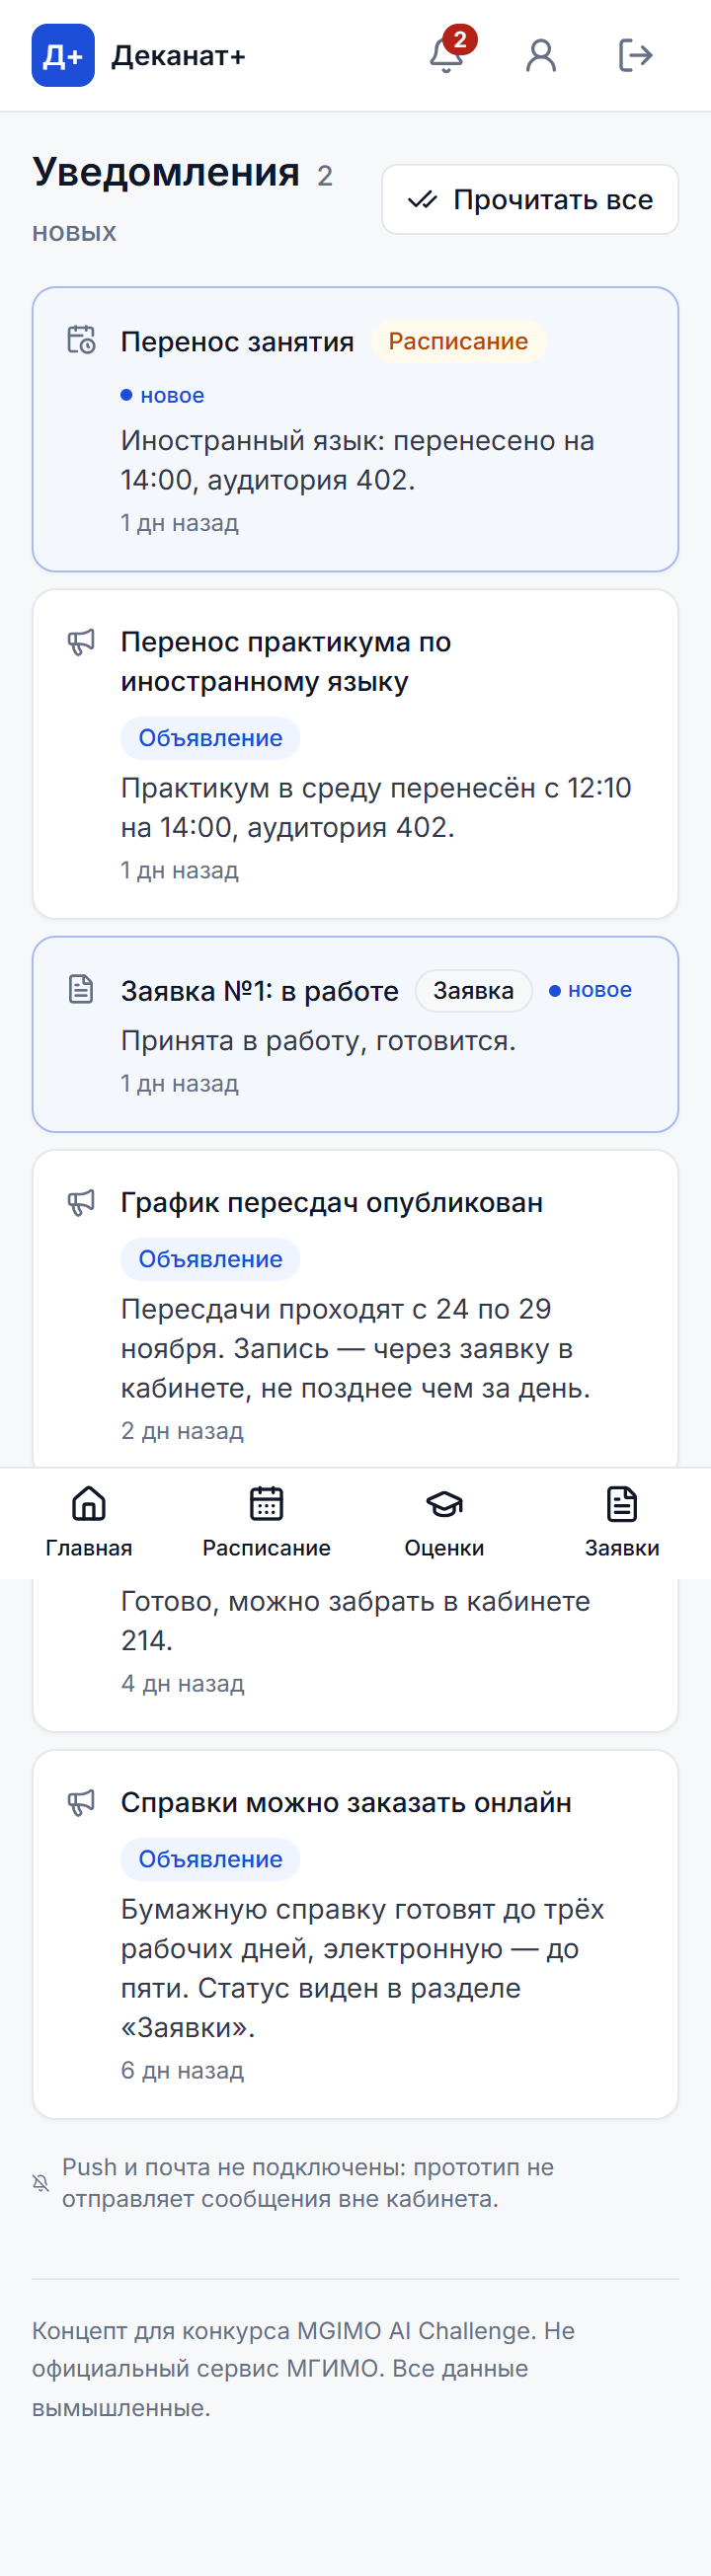 Д+ Деканат+ 2
Уведомления 2
новых
Прочитать все
Перенос занятия Расписание
новое
Иностранный язык: перенесено на
14:00, аудитория 402.
1 дн назад
Перенос практикума по
иностранному языку
Объявление
Практикум в среду перенесён с 12:10
на 14:00, аудитория 402.
1 дн назад
Заявка №1: в работе Заявка новое
Принята в работу, готовится.
1 дн назад
График пересдач опубликован
Объявление
Пересдачи проходят с 24 по 29
ноября. Запись — через заявку в
кабинете, не позднее чем за день.
2 дн назад
Главная Расписание Оценки Заявки
Готово, можно забрать в кабинете
214.
4 дн назад
Справки можно заказать онлайн
Объявление
Бумажную справку готовят до трёх
рабочих дней, электронную — до
пяти. Статус виден в разделе
«Заявки».
6 дн назад
Push и почта не подключены: прототип не
отправляет сообщения вне кабинета.
Концепт для конкурса MGIMO AI Challenge. Не
официальный сервис МГИМО. Все данные
вымышленные.